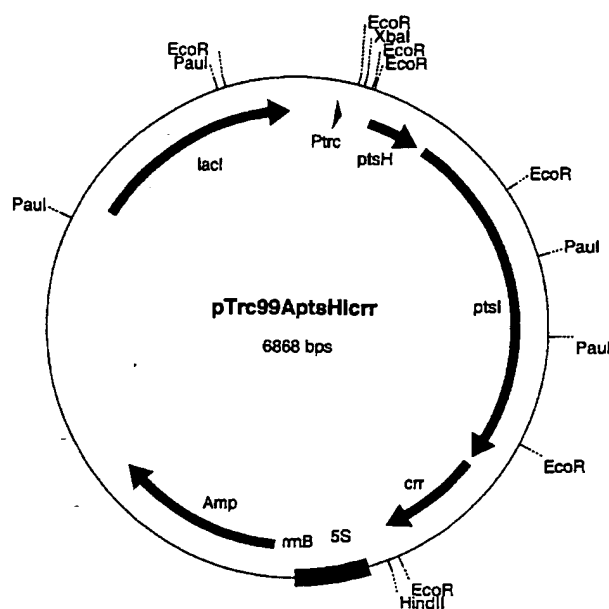 EcoR
XbaI
EcoR
EcoR
EcoR
PauI
Ptrc
ptsH
lacI
EcoR
PauI
PauI
pTrc99AptsHIcrr
6868 bps
ptsI
PauI
EcoR
crr
Amp
rrnB
5S
EcoR
HindII